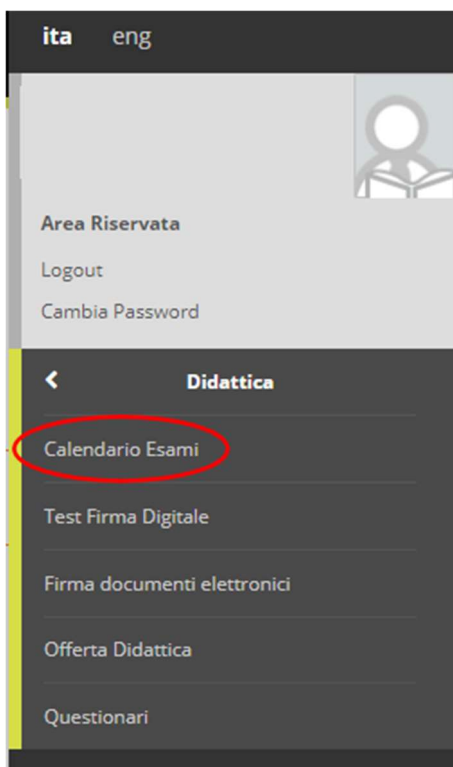 ita eng
Area Riservata
Logout
Cambia Password
Didattica
Calendario Esami
Test Firma Digitale
Firma documenti elettronici
Offerta Didattica
Questionari